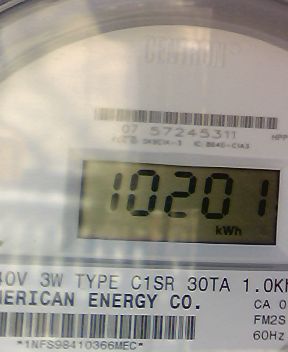 CENTRON
07 57245311
10201
kWh
40V 3W TYPE C1SR 30TA 1.0Kh
MERICAN ENERGY CO.
CA 0
FM2S
60Hz
*1NFS98410366MEC*